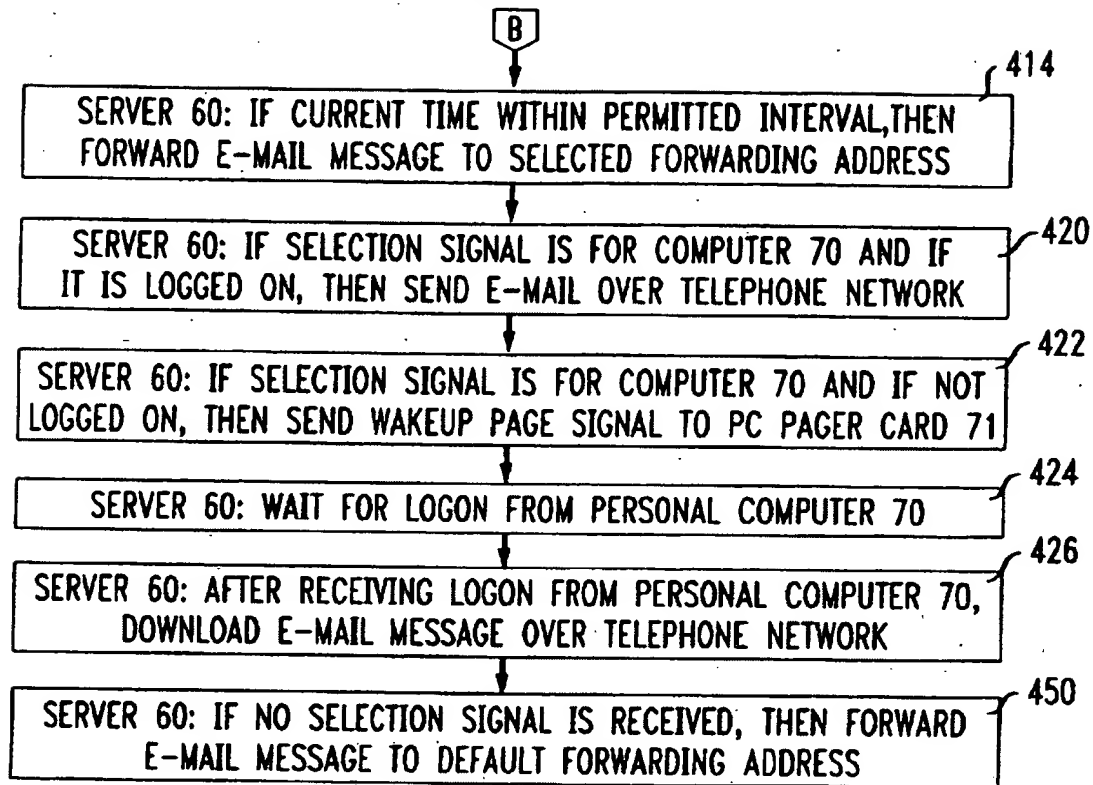 B
414
SERVER 60: IF CURRENT TIME WITHIN PERMITTED INTERVAL,THEN
FORWARD E-MAIL MESSAGE TO SELECTED FORWARDING ADDRESS
420
SERVER 60: IF SELECTION SIGNAL IS FOR COMPUTER 70 AND IF
IT IS LOGGED ON, THEN SEND E-MAIL OVER TELEPHONE NETWORK
422
SERVER 60: IF SELECTION SIGNAL IS FOR COMPUTER 70 AND IF NOT
LOGGED ON, THEN SEND WAKEUP PAGE SIGNAL TO PC PAGER CARD 71
424
SERVER 60: WAIT FOR LOGON FROM PERSONAL COMPUTER 70
426
SERVER 60: AFTER RECEIVING LOGON FROM PERSONAL COMPUTER 70,
DOWNLOAD E-MAIL MESSAGE OVER TELEPHONE NETWORK
450
SERVER 60: IF NO SELECTION SIGNAL IS RECEIVED, THEN FORWARD
E-MAIL MESSAGE TO DEFAULT FORWARDING ADDRESS